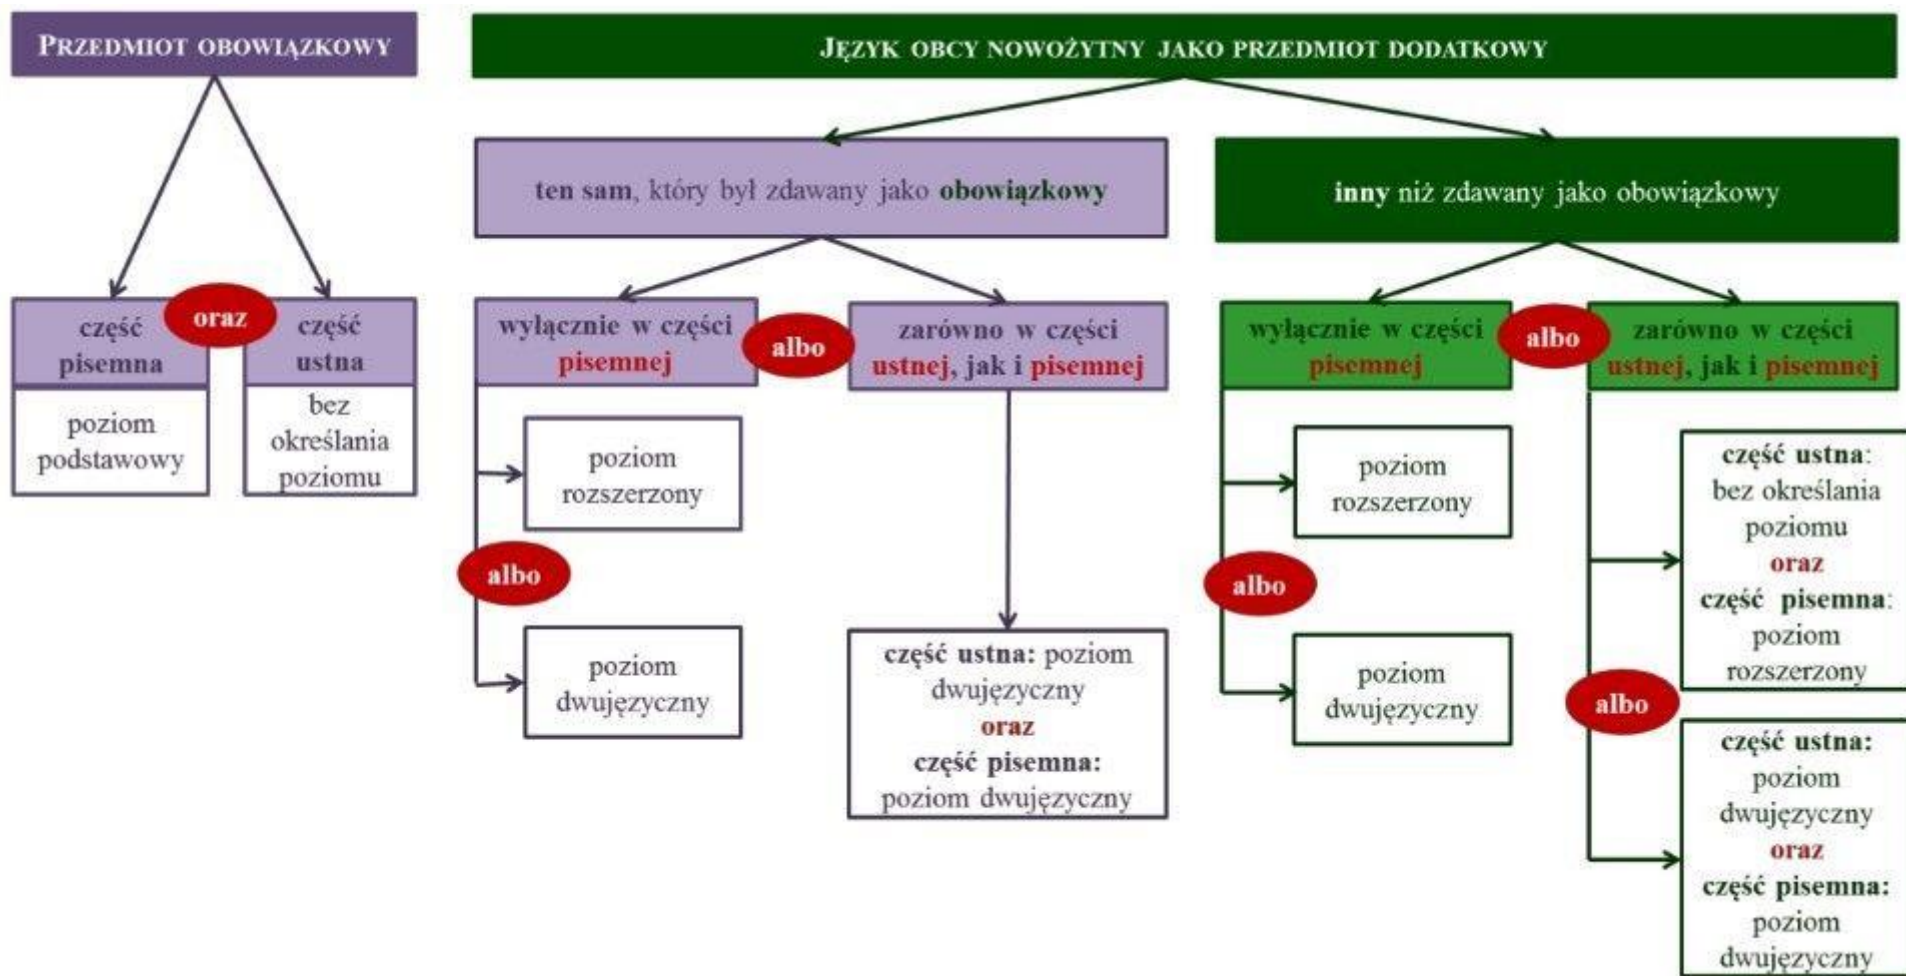 PRZEDMIOT OBOWIĄZKOWY
część
pisemna
oraz
część
ustna
poziom
podstawowy
bez
określania
poziomu
JĘZYK OBCY NOWOŻYTNY JAKO PRZEDMIOT DODATKOWY
ten sam, który był zdawany jako obowiązkowy
wyłącznie w części
pisemnej
albo
zarówno w części
ustnej, jak i pisemnej
poziom
rozszerzony
albo
poziom
dwujęzyczny
część ustna: poziom
dwujęzyczny
oraz
część pisemna:
poziom dwujęzyczny
inny niż zdawany jako obowiązkowy
wyłącznie w części
pisemnej
albo
zarówno w części
ustnej, jak i pisemnej
poziom
rozszerzony
albo
poziom
dwujęzyczny
część ustna:
bez określania
poziomu
oraz
część pisemna:
poziom
rozszerzony
albo
część ustna:
poziom
dwujęzyczny
oraz
część pisemna:
poziom
dwujęzyczny